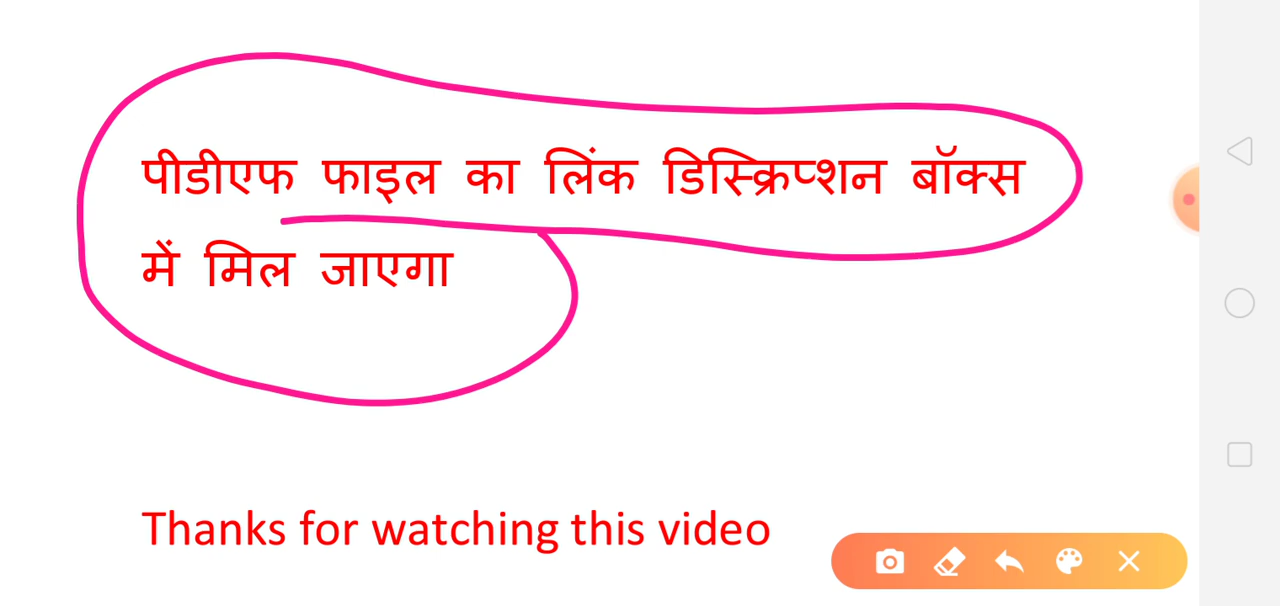 पीडीएफ फाइल का लिंक डिस्क्रिप्शन बॉक्स
में मिल जाएगा
Thanks for watching this video